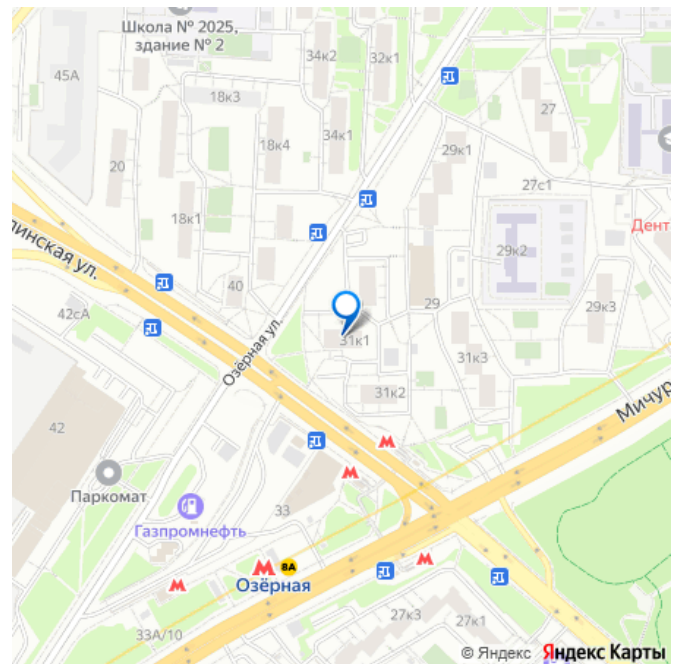 Школа № 2025,
здание № 2
34к2
32к1
45А
18к3
27
34к1
29к1
18к4
20
27с1
18к1
Дент
линская ул.
29к2
40
42сА
29
29к3
Озёрная ул.
31к1
31к3
31к2
Мичур
42
Паркомат
33
Газпромнефть
8А
Озёрная
27к3
27к1
33А/10
© Яндекс Яндекс Карты